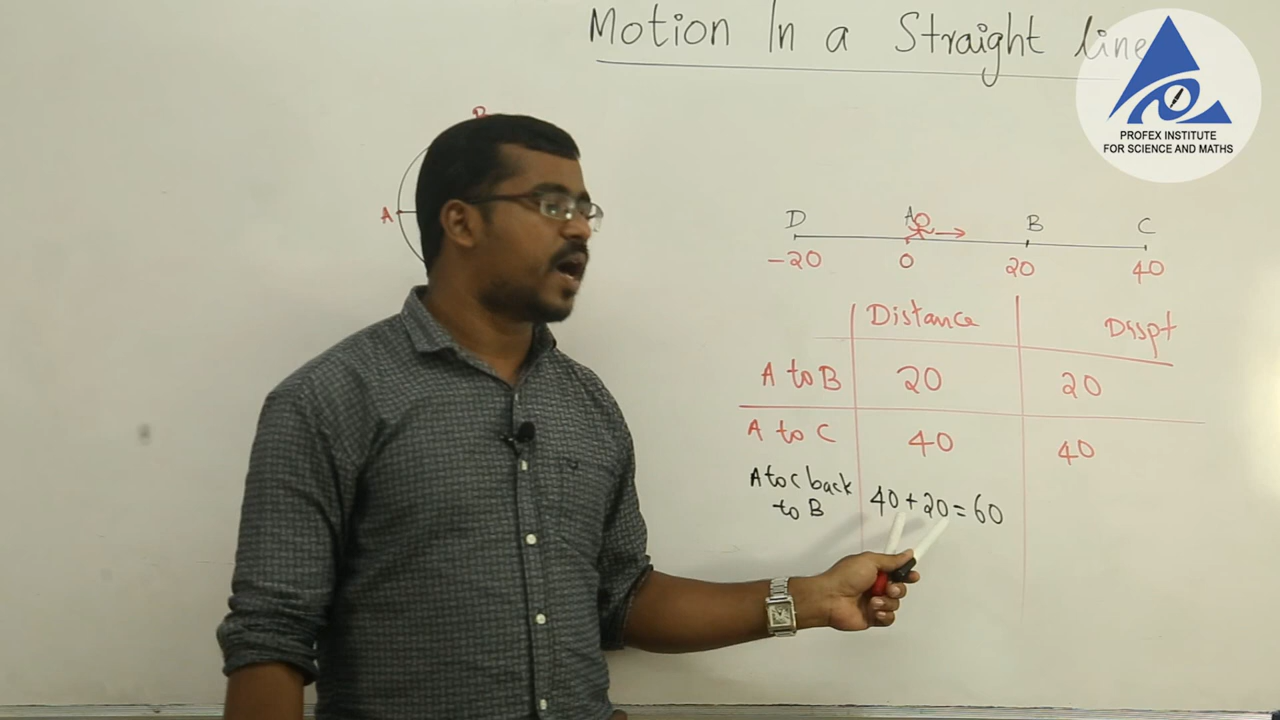 Motion In a Straight line
PROFEX INSTITUTE
FOR SCIENCE AND MATHS
B
A
D A B C
-20 0 20 40
Distance Dsspt
A to B 20 20
A to C 40 40
A to C back
to B 40+20=60